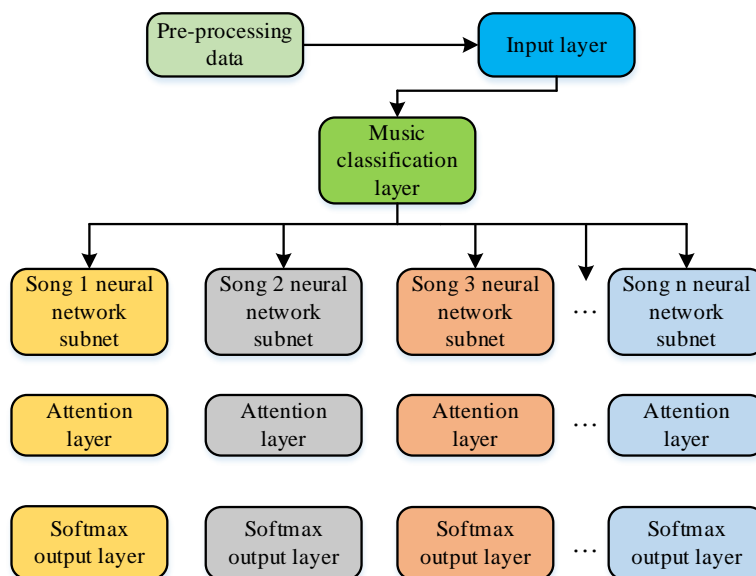 Pre-processing
data
Input layer
Music
classification
layer
Song 1 neural
network
subnet
Song 2 neural
network
subnet
Song 3 neural
network
subnet
...
Song n neural
network
subnet
Attention
layer
Attention
layer
Attention
layer
...
Attention
layer
Softmax
output layer
Softmax
output layer
Softmax
output layer
...
Softmax
output layer